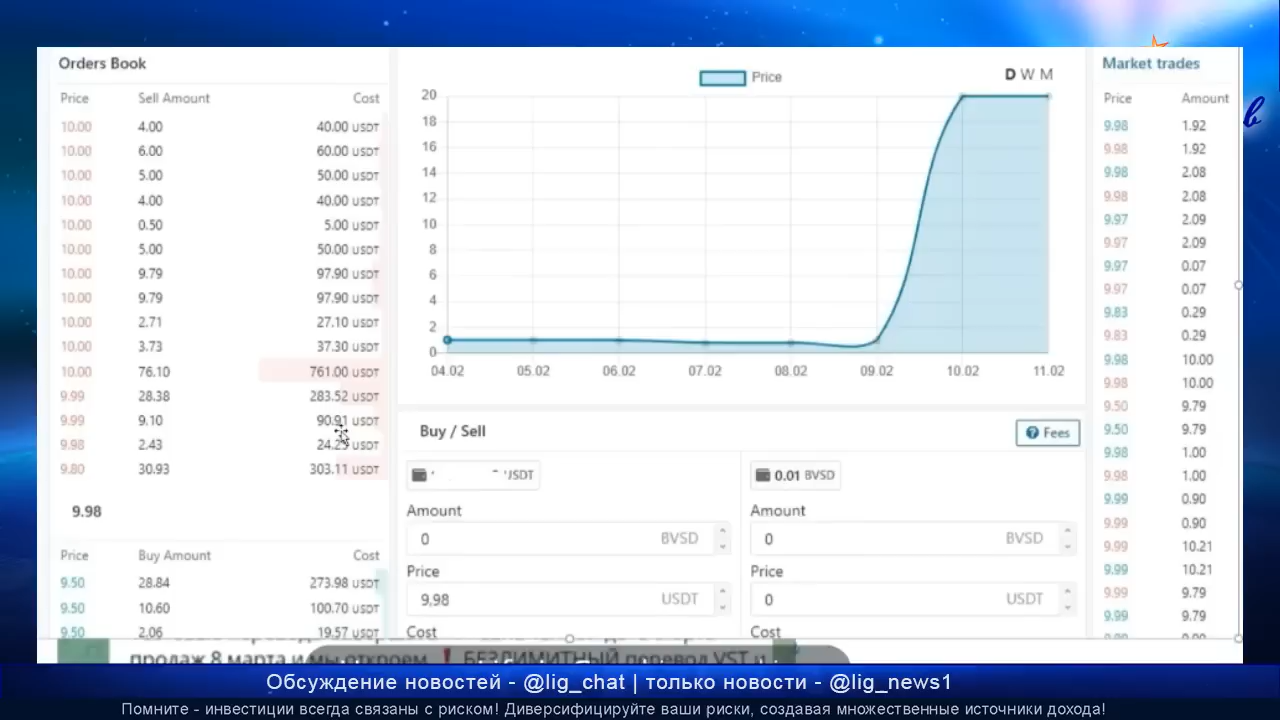 Orders Book
Price Sell Amount Cost
10.00 4.00 40.00 USDT
10.00 6.00 60.00 USDT
10.00 5.00 50.00 USDT
10.00 4.00 40.00 USDT
10.00 0.50 5.00 USDT
10.00 5.00 50.00 USDT
10.00 9.79 97.90 USDT
10.00 9.79 97.90 USDT
10.00 2.71 27.10 USDT
10.00 3.73 37.30 USDT
10.00 76.10 761.00 USDT
9.99 28.38 283.52 USDT
9.99 9.10 90.91 USDT
9.98 2.43 24.25 USDT
9.80 30.93 303.11 USDT
9.98
Price Buy Amount Cost
9.50 28.84 273.98 USDT
9.50 10.60 100.70 USDT
9.50 2.06 19.57 USDT
Price
D W M
20
18
16
14
12
10
8
6
4
2
0
04.02 05.02 06.02 07.02 08.02 09.02 10.02 11.02
Buy / Sell
Fees
USDT
0.01 BVSD
Amount
0 BVSD
Price
9.98 USDT
Cost
Amount
0 BVSD
Price
0 USDT
Cost
Market trades
Price Amount
9.98 1.92
9.98 1.92
9.98 2.08
9.98 2.08
9.97 2.09
9.97 2.09
9.97 0.07
9.97 0.07
9.83 0.29
9.83 0.29
9.98 10.00
9.98 10.00
9.50 9.79
9.50 9.79
9.98 1.00
9.98 1.00
9.99 0.90
9.99 0.90
9.99 10.21
9.99 10.21
9.99 9.79
9.99 9.79
продаж 8 марта и мы откроем БЕЗЛИМИТНЫЙ перевод VST и
Обсуждение новостей - @lig_chat | только новости - @lig_news1
Помните - инвестиции всегда связаны с риском! Диверсифицируйте ваши риски, создавая множественные источники дохода!